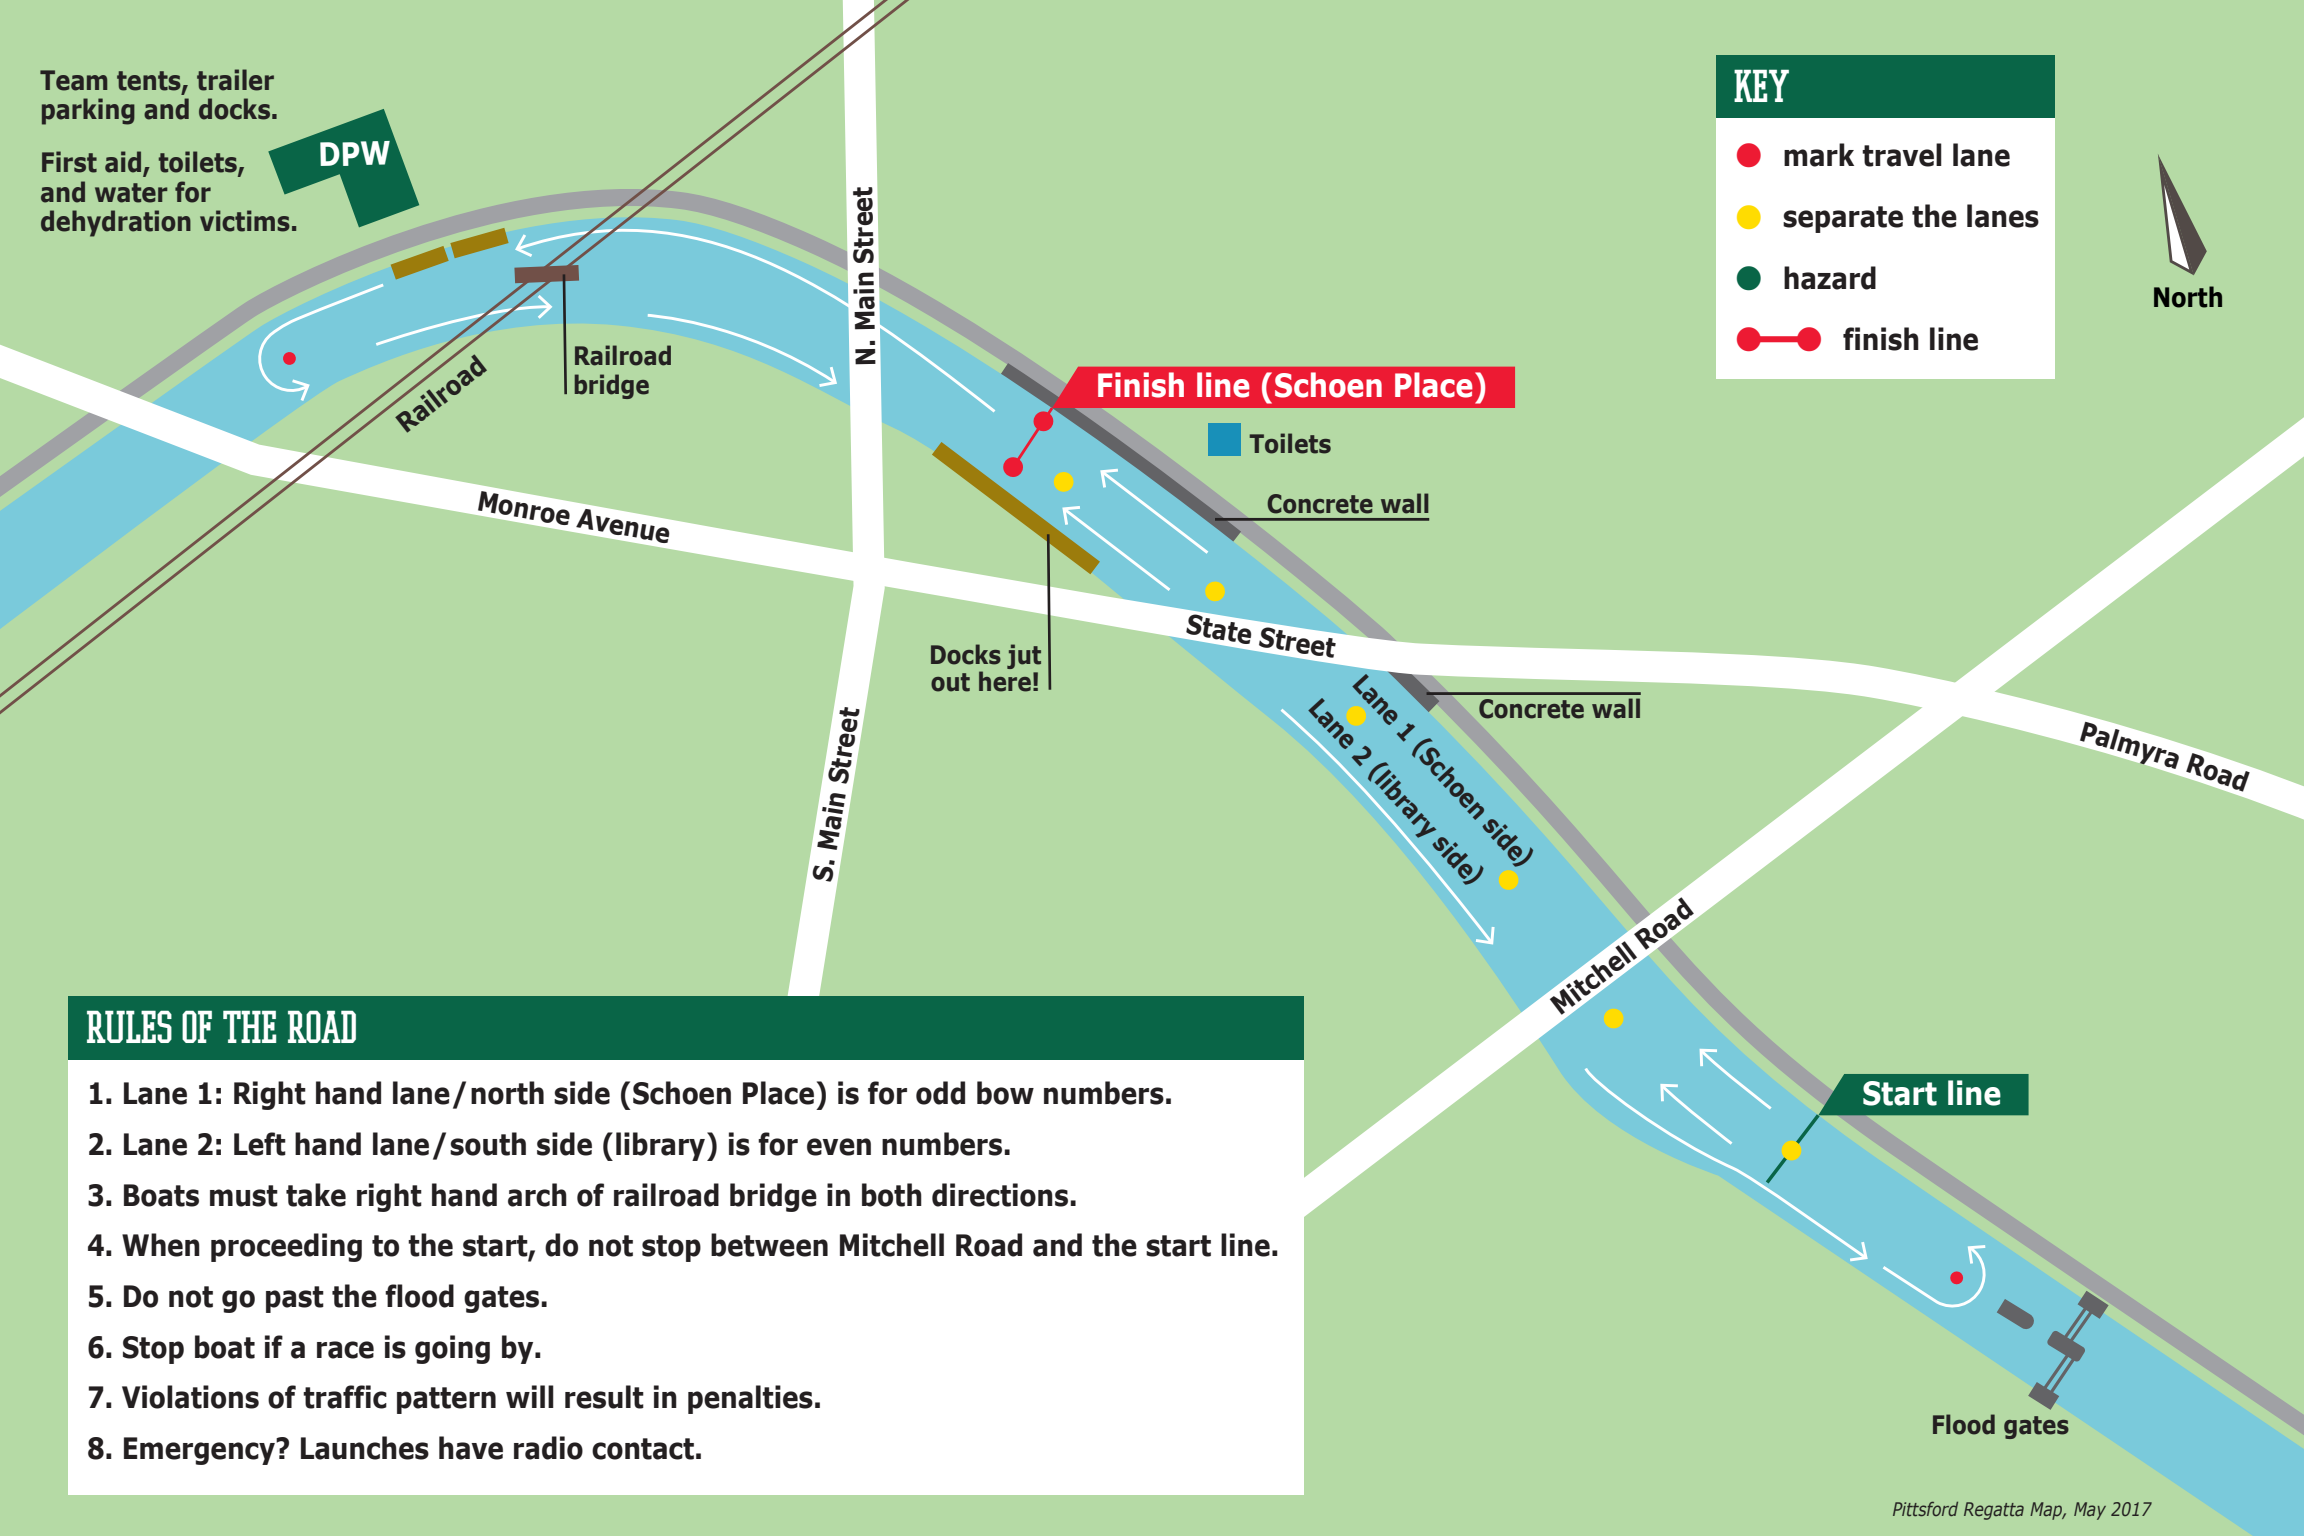 Team tents, trailer
parking and docks.
First aid, toilets,
and water for
dehydration victims.
DPW
KEY
mark travel lane
separate the lanes
hazard
finish line
North
N. Main Street
Railroad
Railroad
bridge
Finish line (Schoen Place)
Toilets
Concrete wall
Monroe Avenue
State Street
Docks jut
out here!
Lane 1 (Schoen side)
Lane 2 (library side)
Concrete wall
Palmyra Road
S. Main Street
Mitchell Road
Start line
Flood gates
RULES OF THE ROAD
1. Lane 1: Right hand lane/north side (Schoen Place) is for odd bow numbers.
2. Lane 2: Left hand lane/south side (library) is for even numbers.
3. Boats must take right hand arch of railroad bridge in both directions.
4. When proceeding to the start, do not stop between Mitchell Road and the start line.
5. Do not go past the flood gates.
6. Stop boat if a race is going by.
7. Violations of traffic pattern will result in penalties.
8. Emergency? Launches have radio contact.
Pittsford Regatta Map, May 2017